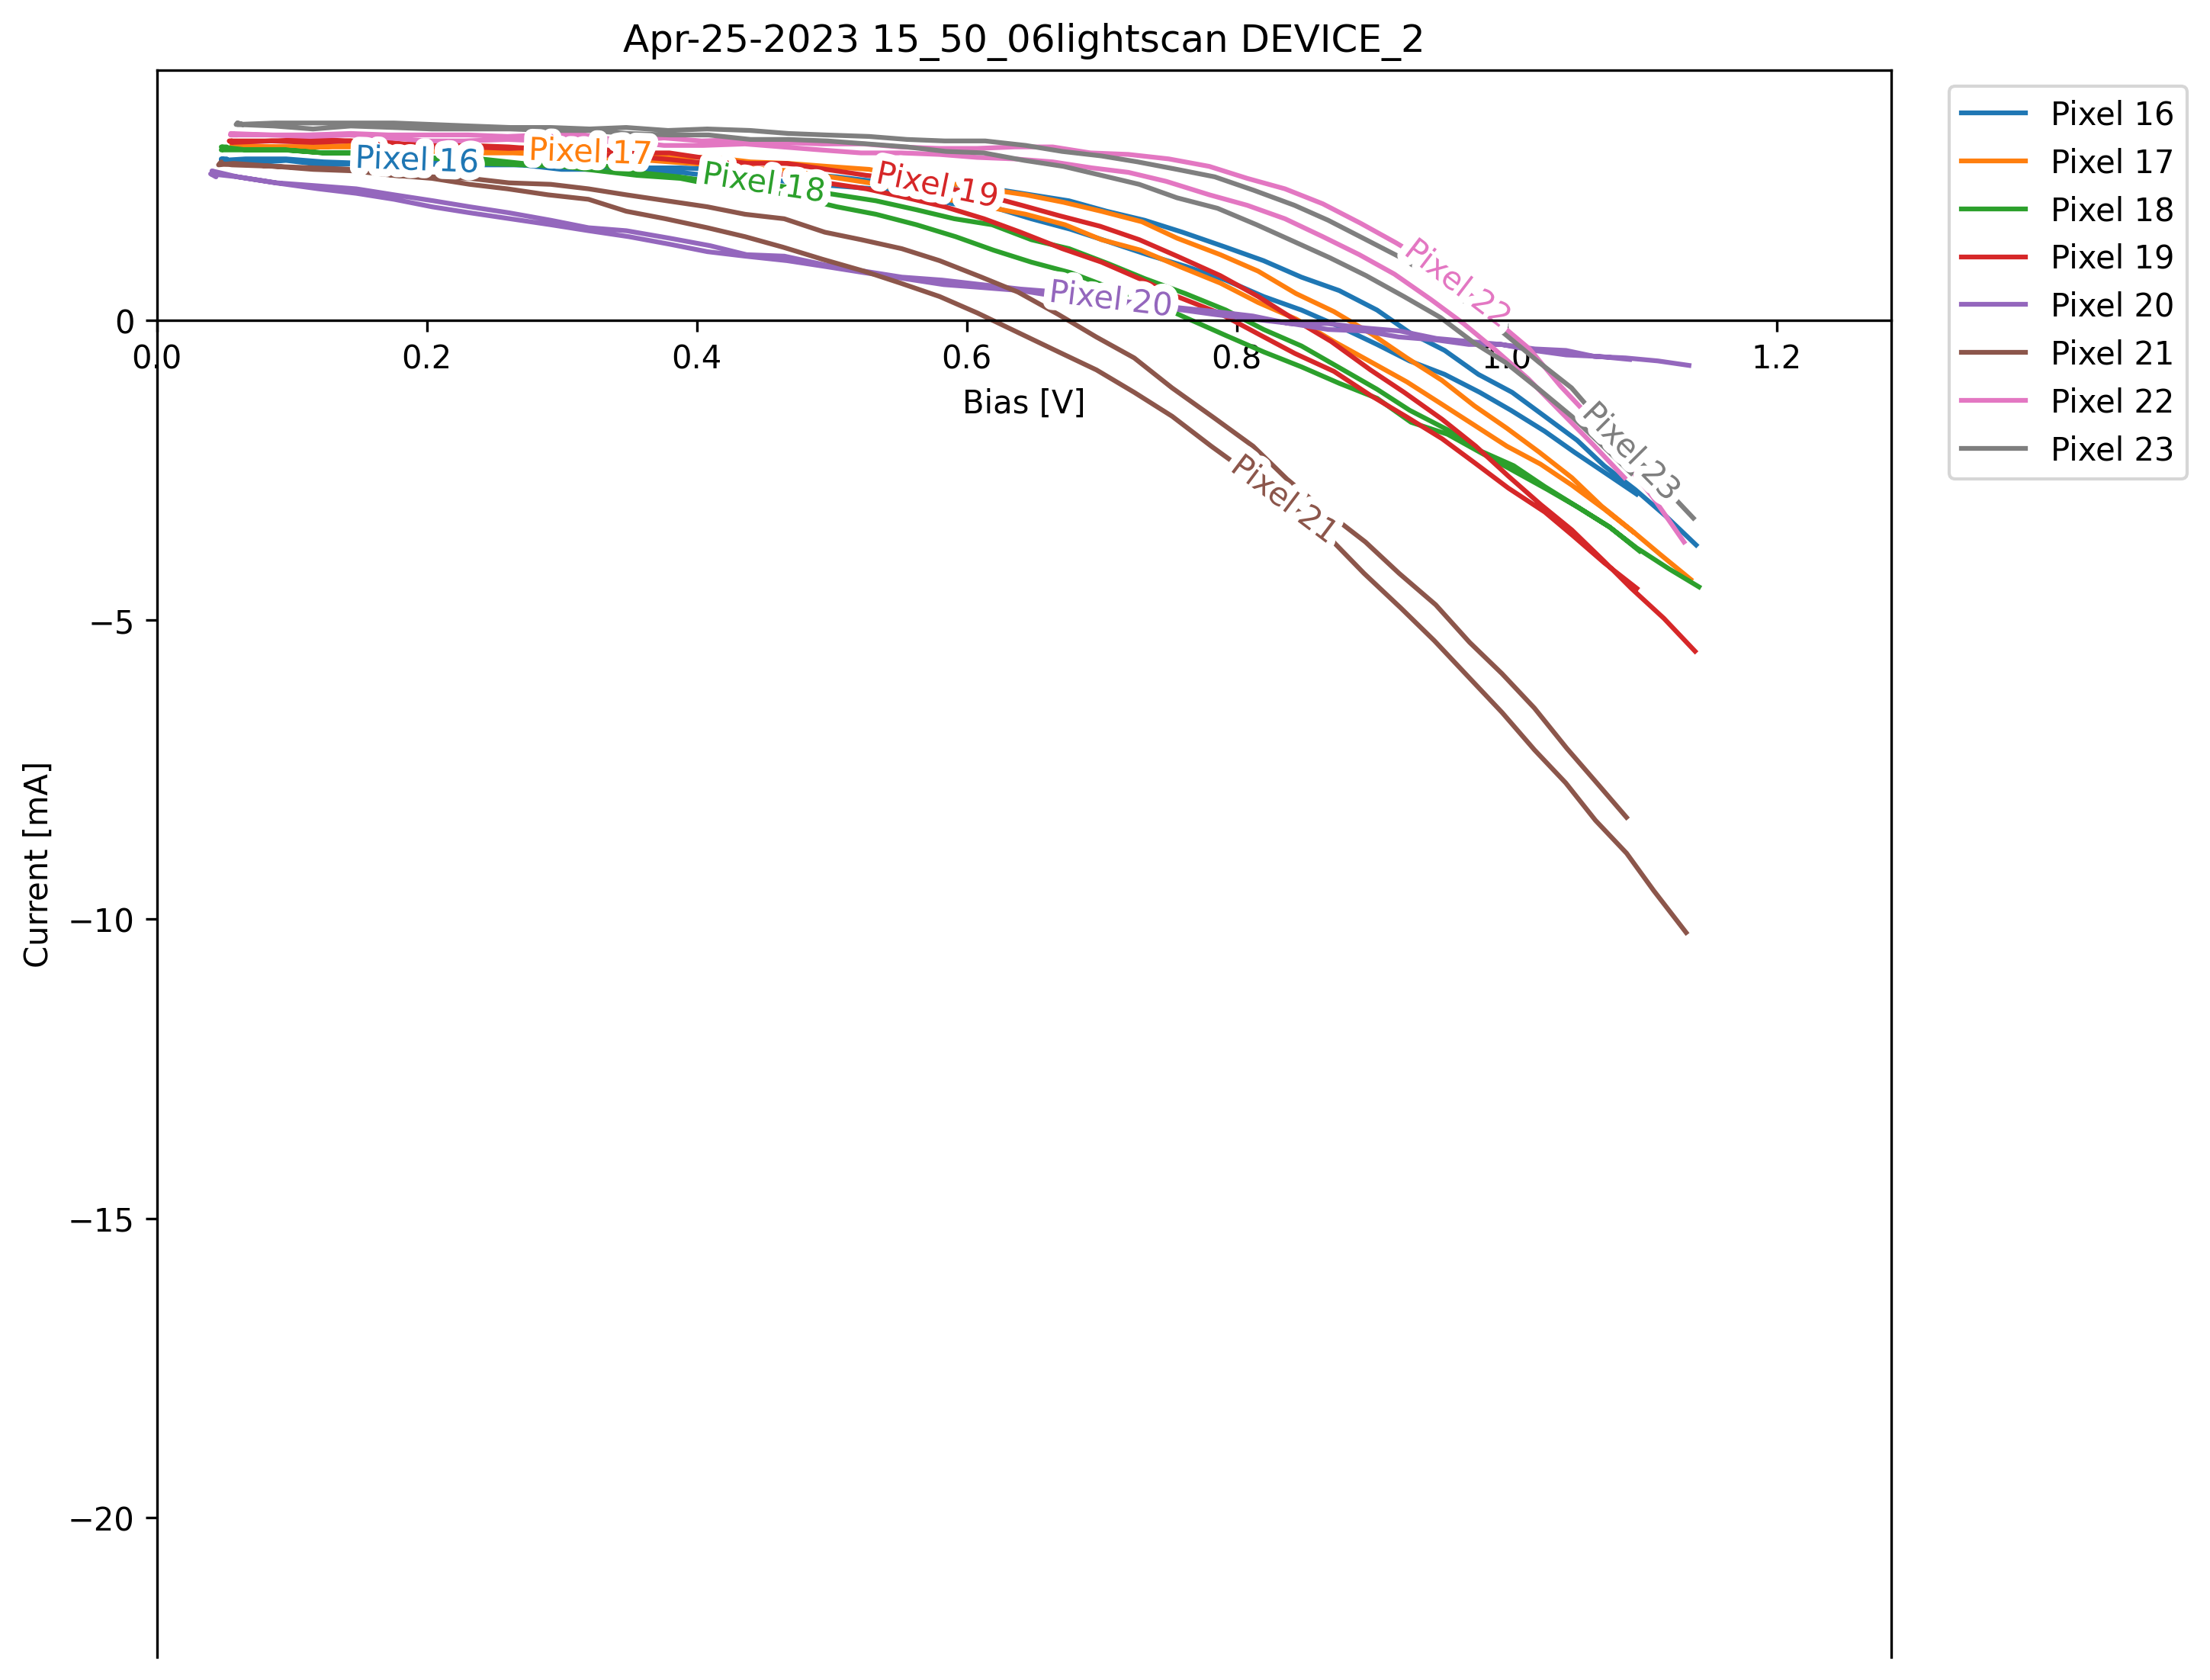 Apr-25-2023 15_50_06lightscan DEVICE_2
Pixel 16
Pixel 17
Pixel 18
Pixel 19
Pixel 20
Pixel 21
Pixel 22
Pixel 23
Pixel 16
Pixel 17
Pixel 18
Pixel 19
Pixel 20
Pixel 21
Pixel 22
Pixel 23
0
0.0 0.2 0.4 0.6 0.8 1.0 1.2
Bias [V]
−5
−10
−15
−20
Current [mA]